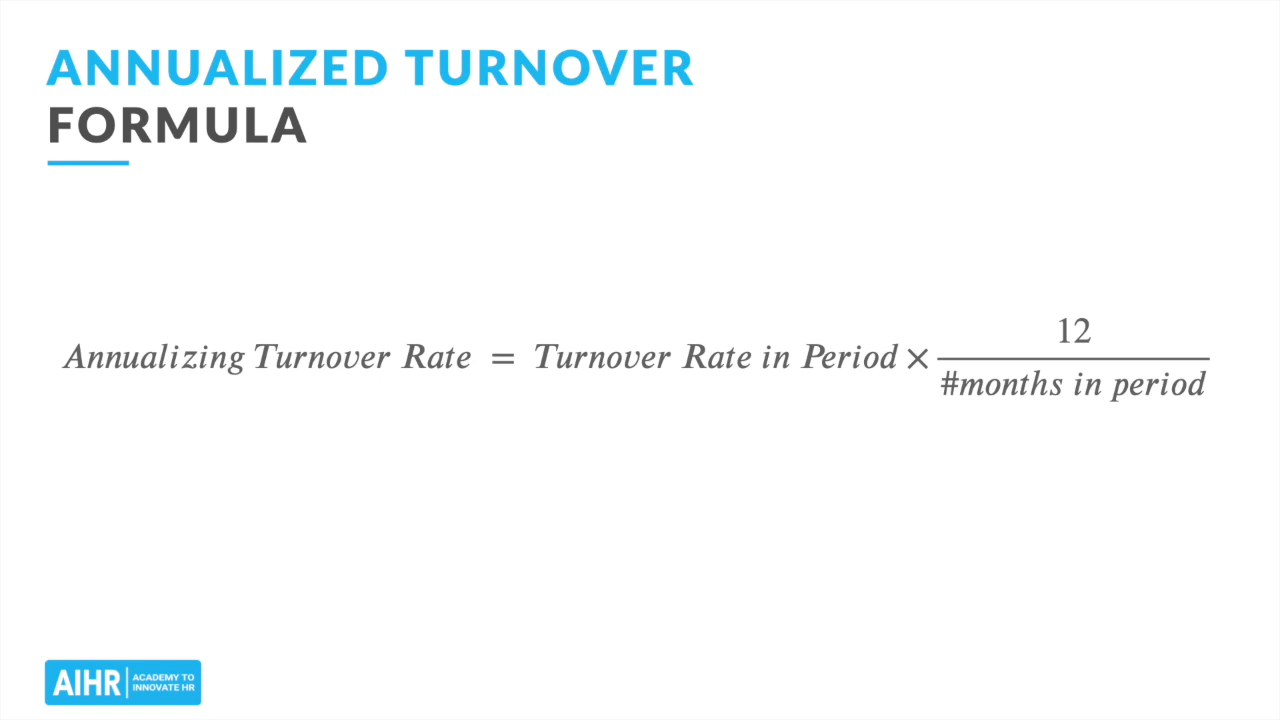 ANNUALIZED TURNOVER
FORMULA
Annualizing Turnover Rate = Turnover Rate in Period × 12 / #months in period
AIHR ACADEMY TO
INNOVATE HR